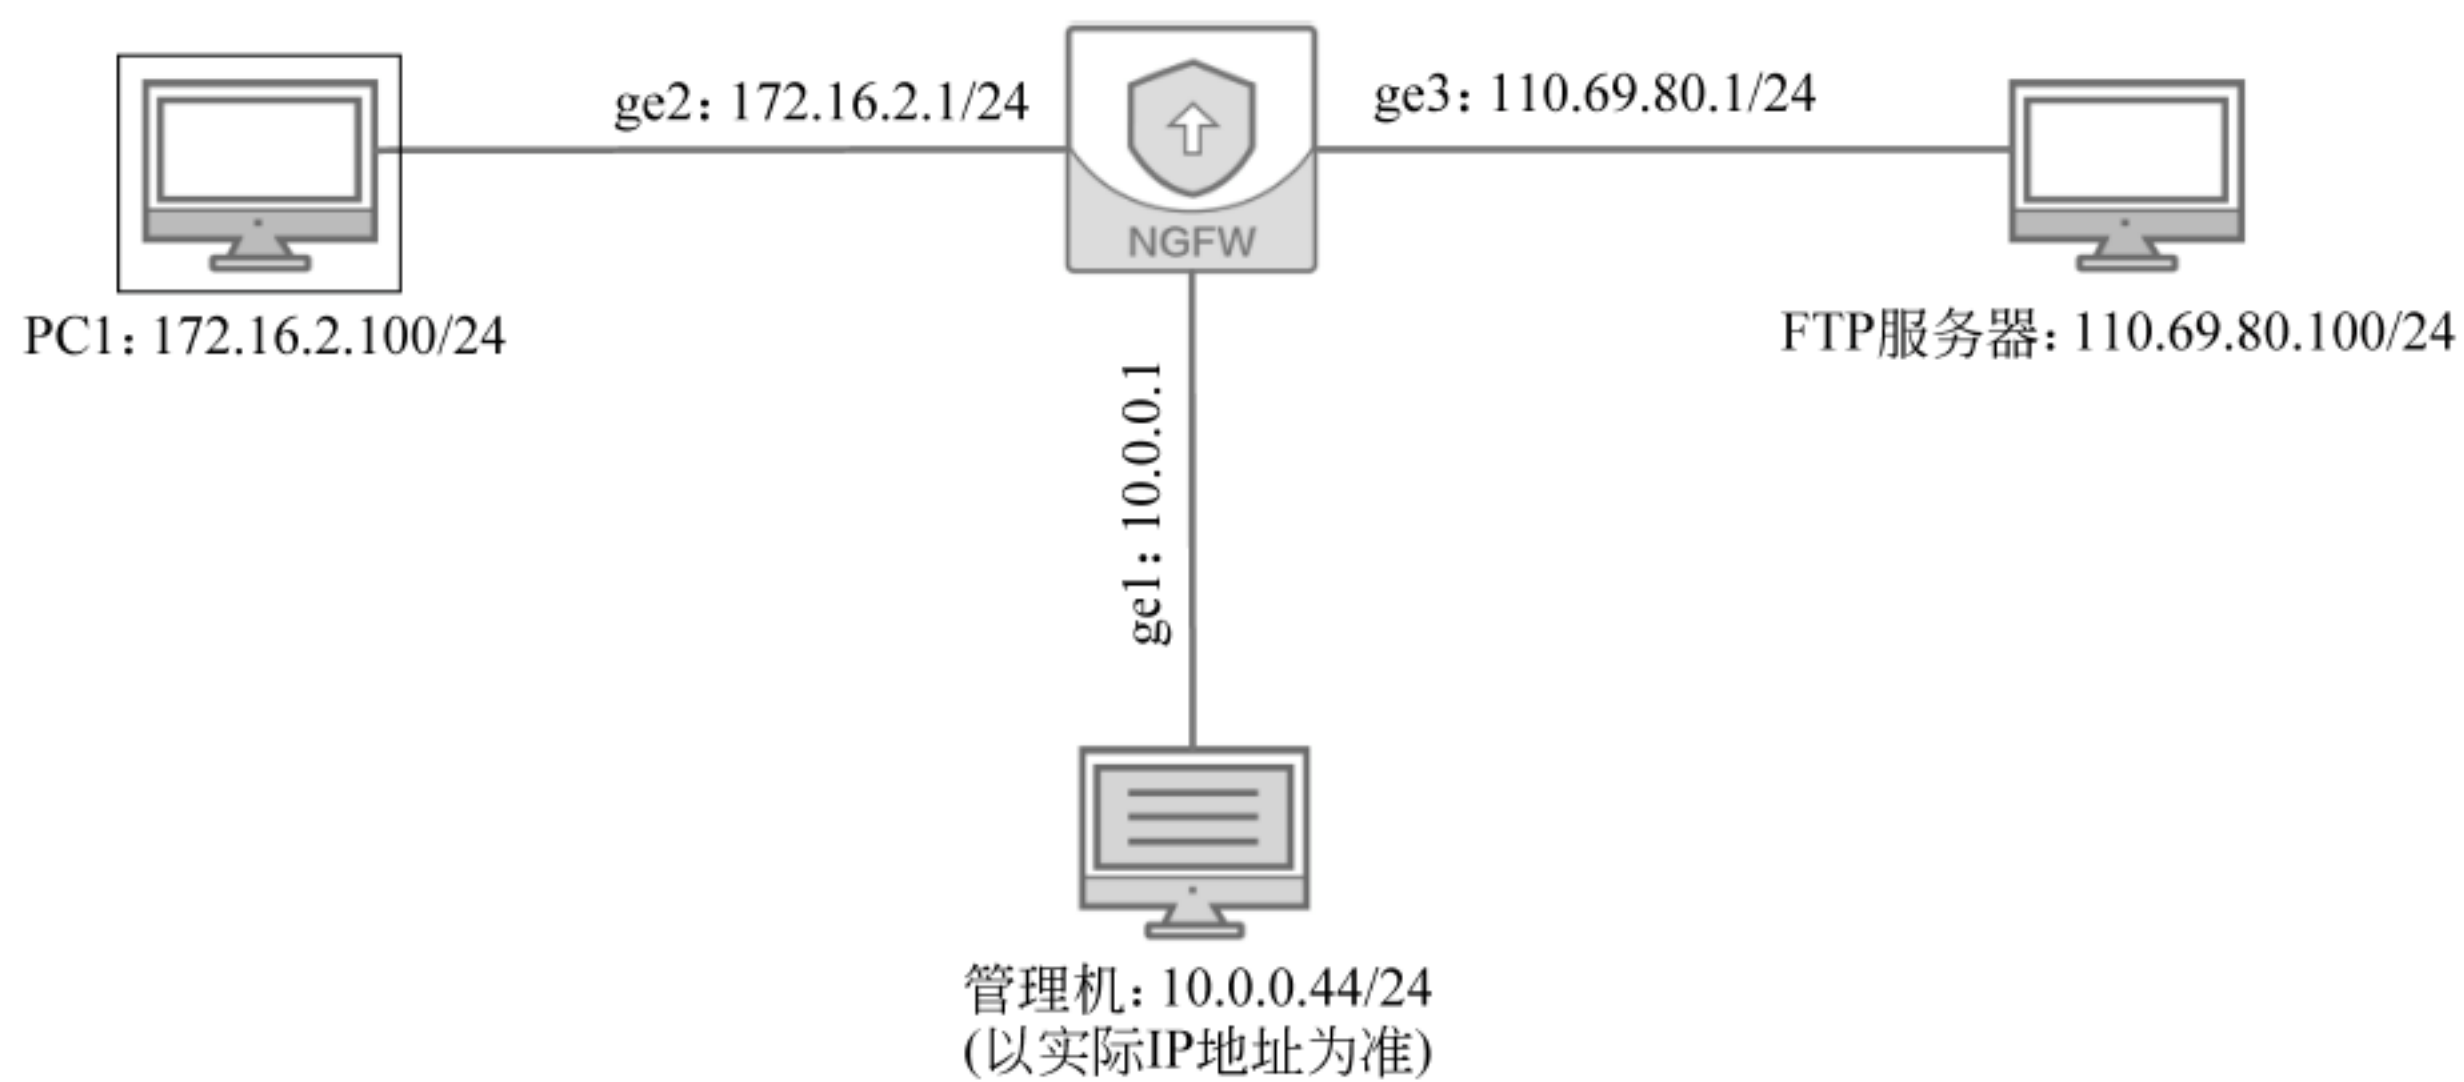 ge2：172.16.2.1/24
ge3：110.69.80.1/24
NGFW
PC1：172.16.2.100/24
FTP服务器：110.69.80.100/24
ge1：10.0.0.1
管理机：10.0.0.44/24
(以实际IP地址为准)